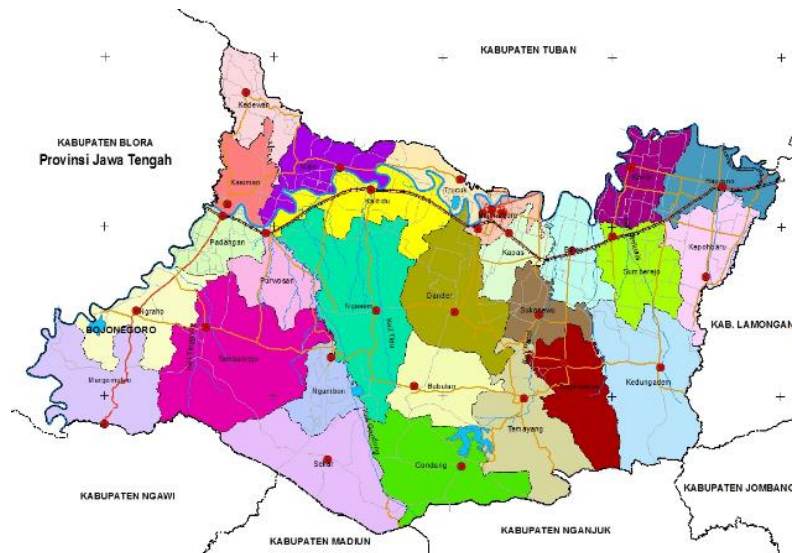 KABUPATEN TUBAN
Kedewan
KABUPATEN BLORA
Provinsi Jawa Tengah
Kasiman
Trucuk
Kalitidu
Padangan
Kapas
Kepohbaru
Sumberejo
Purwosari
Ngasem
Dander
Sukosewu
Ngraho
BOJONEGORO
KAB. LAMONGAN
Tambakrejo
Margomulyo
Ngambon
Bubulan
Kedungadem
Temayang
Sekar
Gondang
KABUPATEN NGAWI
KABUPATEN JOMBANG
KABUPATEN NGANJUK
KABUPATEN MADIUN